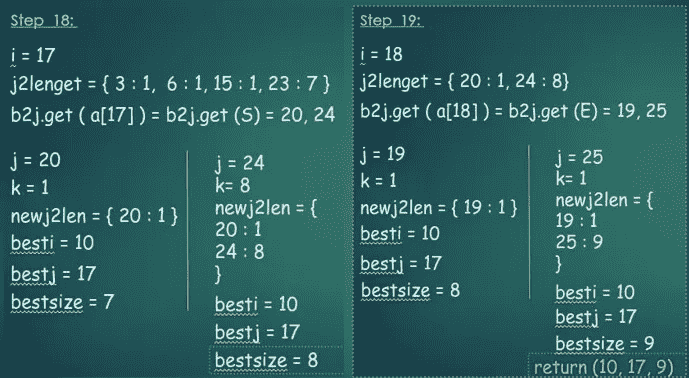 Step 18:
i = 17
j2lenget = { 3 : 1, 6 : 1, 15 : 1, 23 : 7 }
b2j.get ( a[17] ) = b2j.get (S) = 20, 24
j = 20
k = 1
newj2len = { 20 : 1 }
besti = 10
bestj = 17
bestsize = 7
j = 24
k= 8
newj2len = {
20 : 1
24 : 8
}
besti = 10
bestj = 17
bestsize = 8
Step 19:
i = 18
j2lenget = { 20 : 1, 24 : 8}
b2j.get ( a[18] ) = b2j.get (E) = 19, 25
j = 19
k = 1
newj2len = { 19 : 1 }
besti = 10
bestj = 17
bestsize = 8
j = 25
k= 1
newj2len = {
19 : 1
25 : 9
}
besti = 10
bestj = 17
bestsize = 9
return (10, 17, 9)